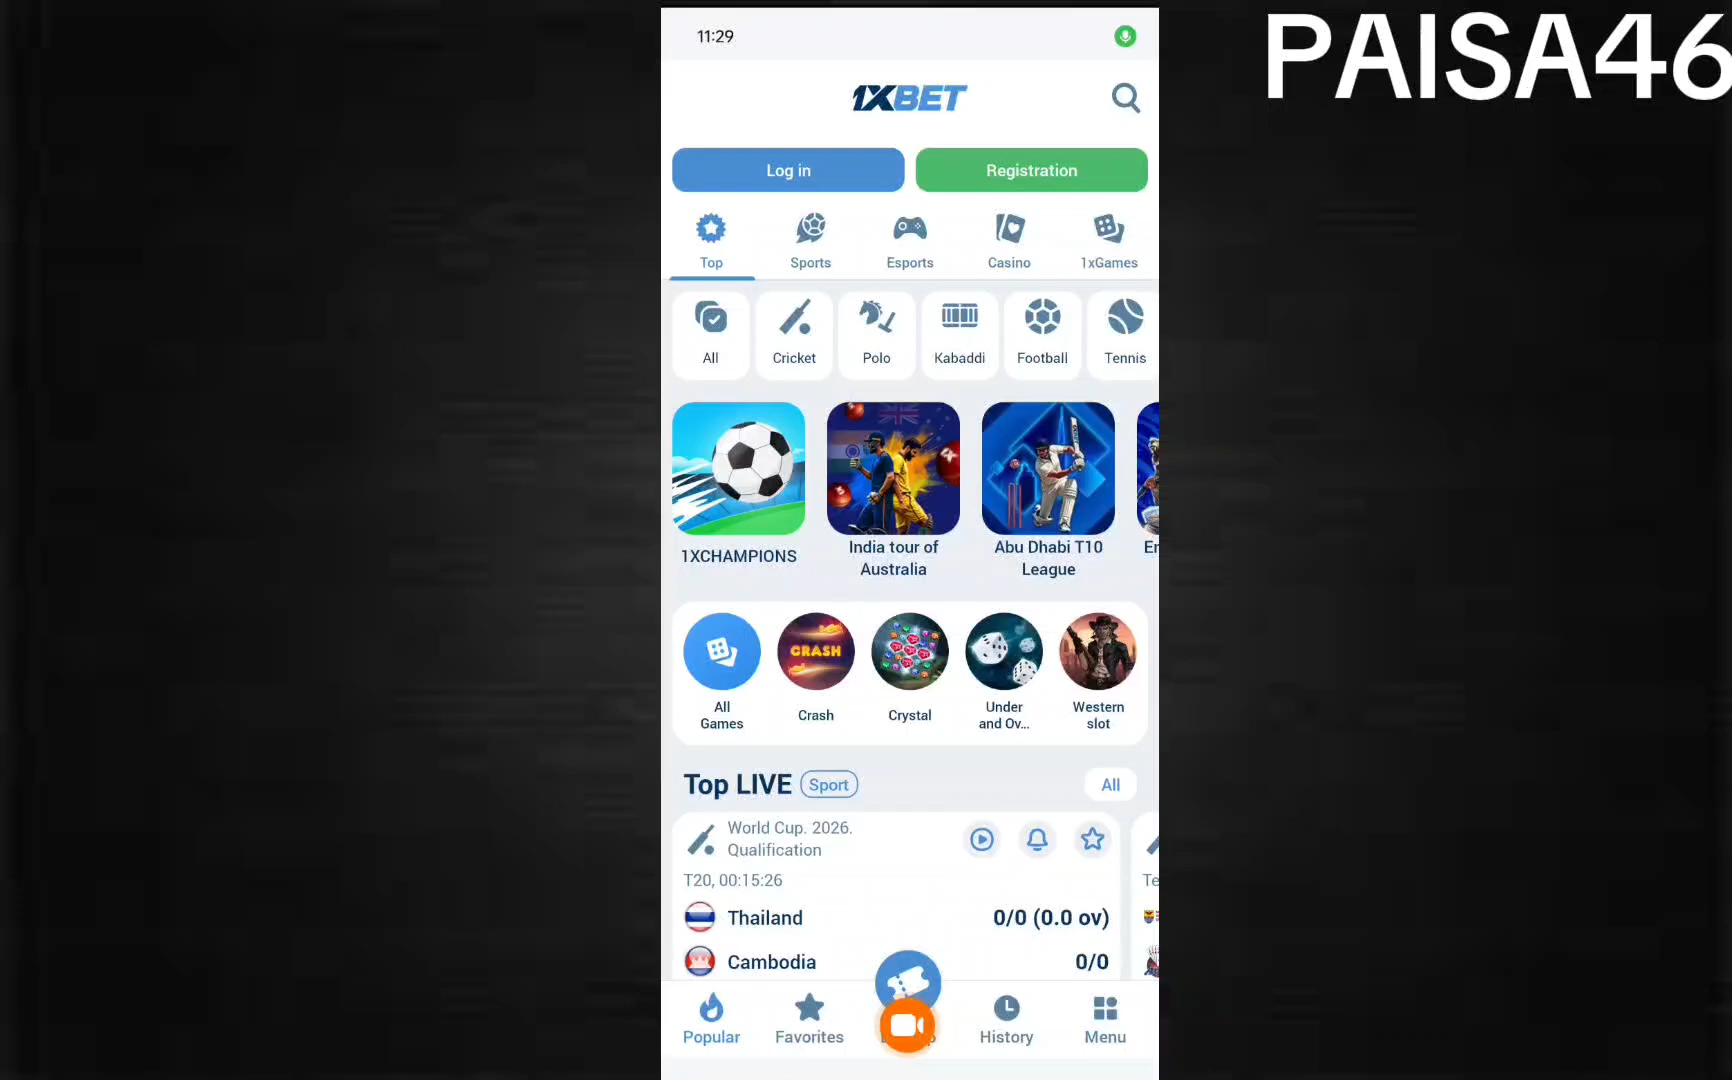 PAISA46
11:29
1XBET
Log in
Registration
Top
Sports
Esports
Casino
1xGames
All
Cricket
Polo
Kabaddi
Football
Tennis
1XCHAMPIONS
India tour of
Australia
Abu Dhabi T10
League
CRASH
All
Games
Crash
Crystal
Under
and Ov...
Western
slot
Top LIVE
Sport
All
World Cup. 2026.
Qualification
T20, 00:15:26
Thailand
0/0 (0.0 ov)
Cambodia
0/0
Popular
Favorites
History
Menu